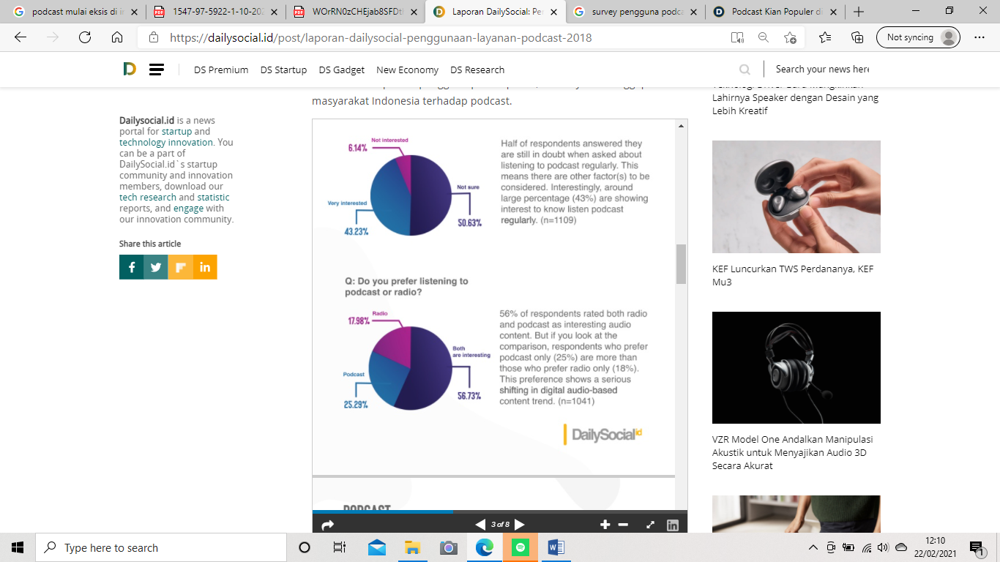 podcast mulai eksis di i
1547-97-5922-1-10-202
WOrRN0zCHEjab8SFDti
Laporan DailySocial: Pe
survey pengguna podca
Podcast Kian Populer di
https://dailysocial.id/post/laporan-dailysocial-penggunaan-layanan-podcast-2018
Not syncing
DS Premium DS Startup DS Gadget New Economy DS Research
Search your news here
masyarakat Indonesia terhadap podcast.
Dailysocial.id is a news
portal for startup and
technology innovation. You
can be a part of
DailySocial.id`s startup
community and innovation
members, download our
tech research and statistic
reports, and engage with
our innovation community.
Share this article
Not interested
6.14%
Not sure
50.63%
Very interested
43.23%
Half of respondents answered they
are still in doubt when asked about
listening to podcast regularly. This
means there are other factor(s) to be
considered. Interestingly, around
large percentage (43%) are showing
interest to know listen podcast
regularly. (n=1109)
Q: Do you prefer listening to
podcast or radio?
Radio
17.98%
Both
are interesting
56.73%
Podcast
25.29%
56% of respondents rated both radio
and podcast as interesting audio
content. But if you look at the
comparison, respondents who prefer
podcast only (25%) are more than
those who prefer radio only (18%).
This preference shows a serious
shifting in digital audio-based
content trend. (n=1041)
DailySocial id
PODCAST
3 of 8
Lahirnya Speaker dengan Desain yang
Lebih Kreatif
KEF Luncurkan TWS Perdananya, KEF
Mu3
VZR Model One Andalkan Manipulasi
Akustik untuk Menyajikan Audio 3D
Secara Akurat
Type here to search
12:10
22/02/2021
1